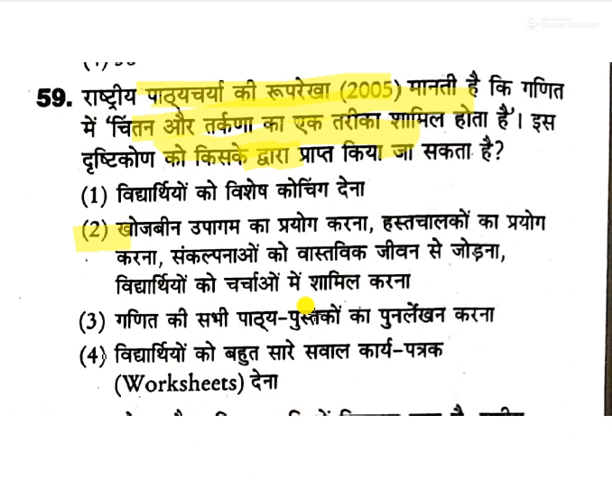 59. राष्ट्रीय पाठ्यचर्या की रूपरेखा (2005) मानती है कि गणित
में 'चिंतन और तर्कणा का एक तरीका शामिल होता है'। इस
दृष्टिकोण को किसके द्वारा प्राप्त किया जा सकता है?
(1) विद्यार्थियों को विशेष कोचिंग देना
(2) खोजबीन उपागम का प्रयोग करना, हस्तचालकों का प्रयोग
करना, संकल्पनाओं को वास्तविक जीवन से जोड़ना,
विद्यार्थियों को चर्चाओं में शामिल करना
(3) गणित की सभी पाठ्य-पुस्तकों का पुनर्लेखन करना
(4) विद्यार्थियों को बहुत सारे सवाल कार्य-पत्रक
(Worksheets) देना